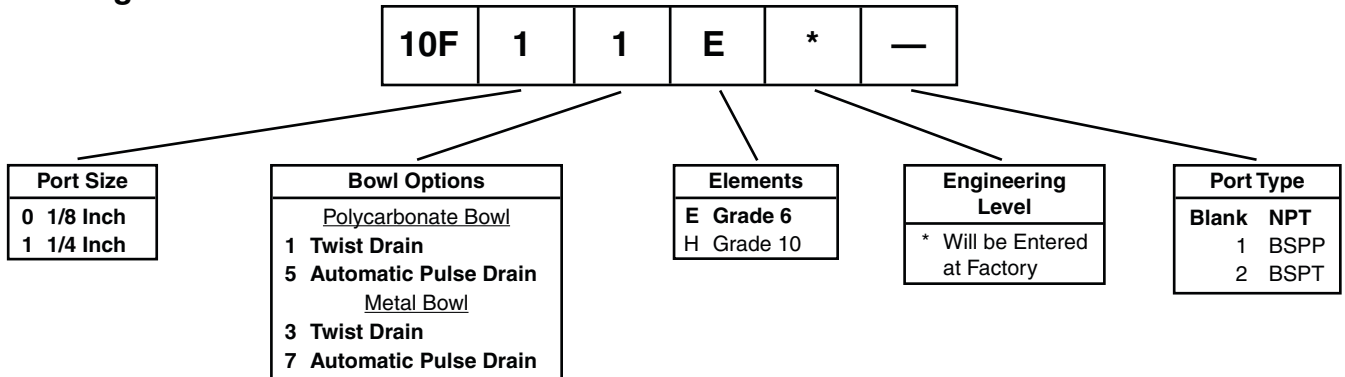 10F 1 1 E * —
Port Size
0 1/8 Inch
1 1/4 Inch
Bowl Options
Polycarbonate Bowl
1 Twist Drain
5 Automatic Pulse Drain
Metal Bowl
3 Twist Drain
7 Automatic Pulse Drain
Elements
E Grade 6
H Grade 10
Engineering
Level
* Will be Entered
at Factory
Port Type
Blank NPT
1 BSPP
2 BSPT